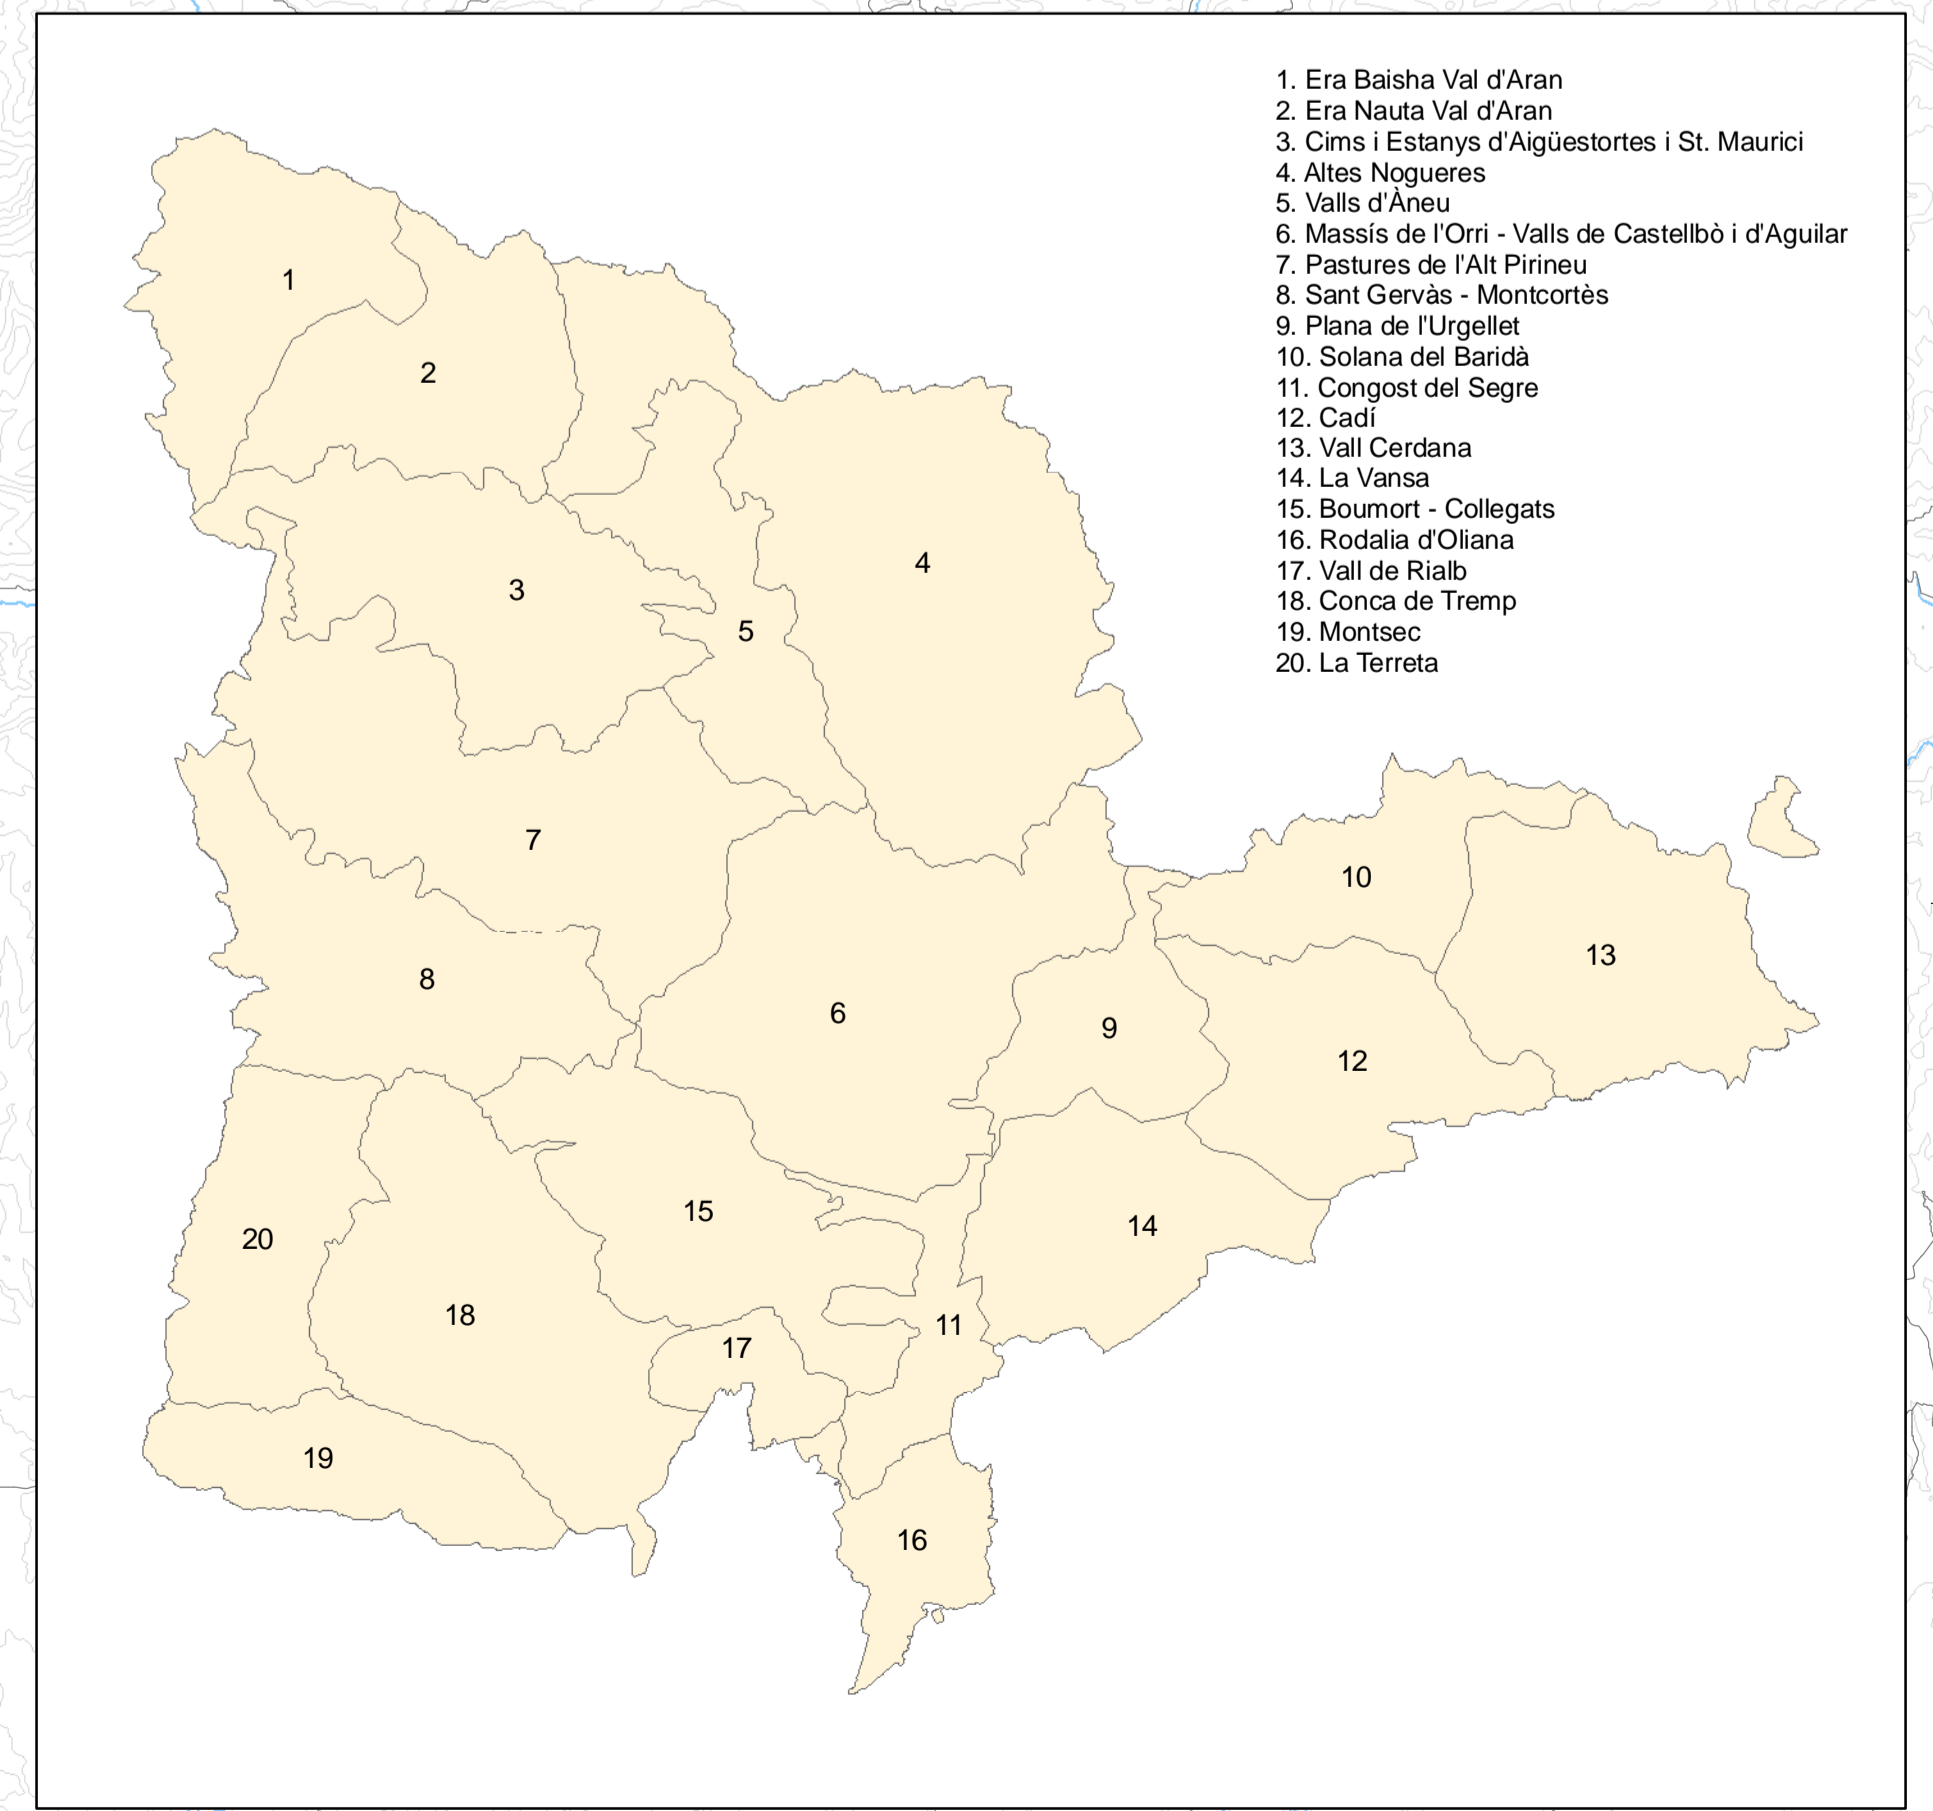 1. Era Baisha Val d'Aran
2. Era Nauta Val d'Aran
3. Cims i Estanys d'Aigüestortes i St. Maurici
4. Altes Nogueres
5. Valls d'Àneu
6. Massís de l'Orri - Valls de Castellbò i d'Aguilar
7. Pastures de l'Alt Pirineu
8. Sant Gervàs - Montcortès
9. Plana de l'Urgellet
10. Solana del Baridà
11. Congost del Segre
12. Cadí
13. Vall Cerdana
14. La Vansa
15. Boumort - Collegats
16. Rodalia d'Oliana
17. Vall de Rialb
18. Conca de Tremp
19. Montsec
20. La Terreta
1
2
3
4
5
7
10
13
8
6
9
12
15
14
20
18
11
17
19
16